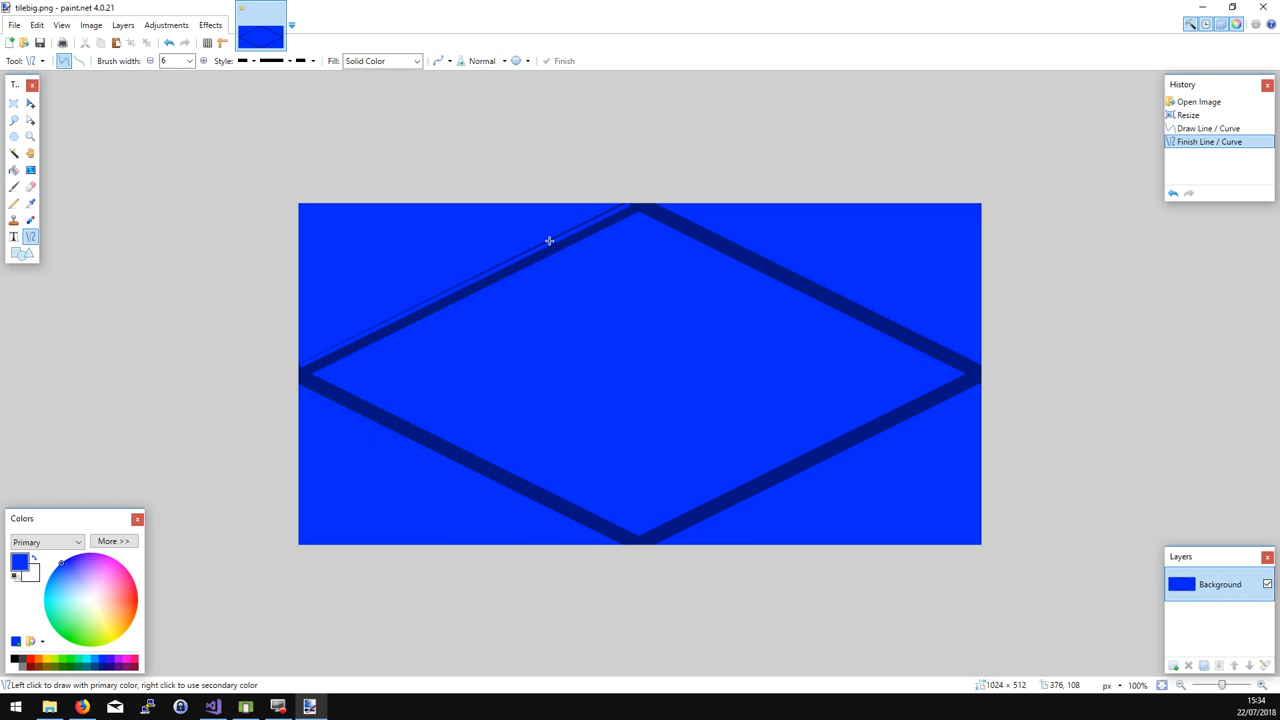 tilebig.png - paint.net 4.0.21
File Edit View Image Layers Adjustments Effects
Tool: Brush width: 6 Style: Fill: Solid Color Normal Finish
T..
History
Open Image
Resize
Draw Line / Curve
Finish Line / Curve
Colors
Primary More >>
Layers
Background
Left click to draw with primary color, right click to use secondary color
1024 × 512 376, 108 px 100%
15:34
22/07/2018